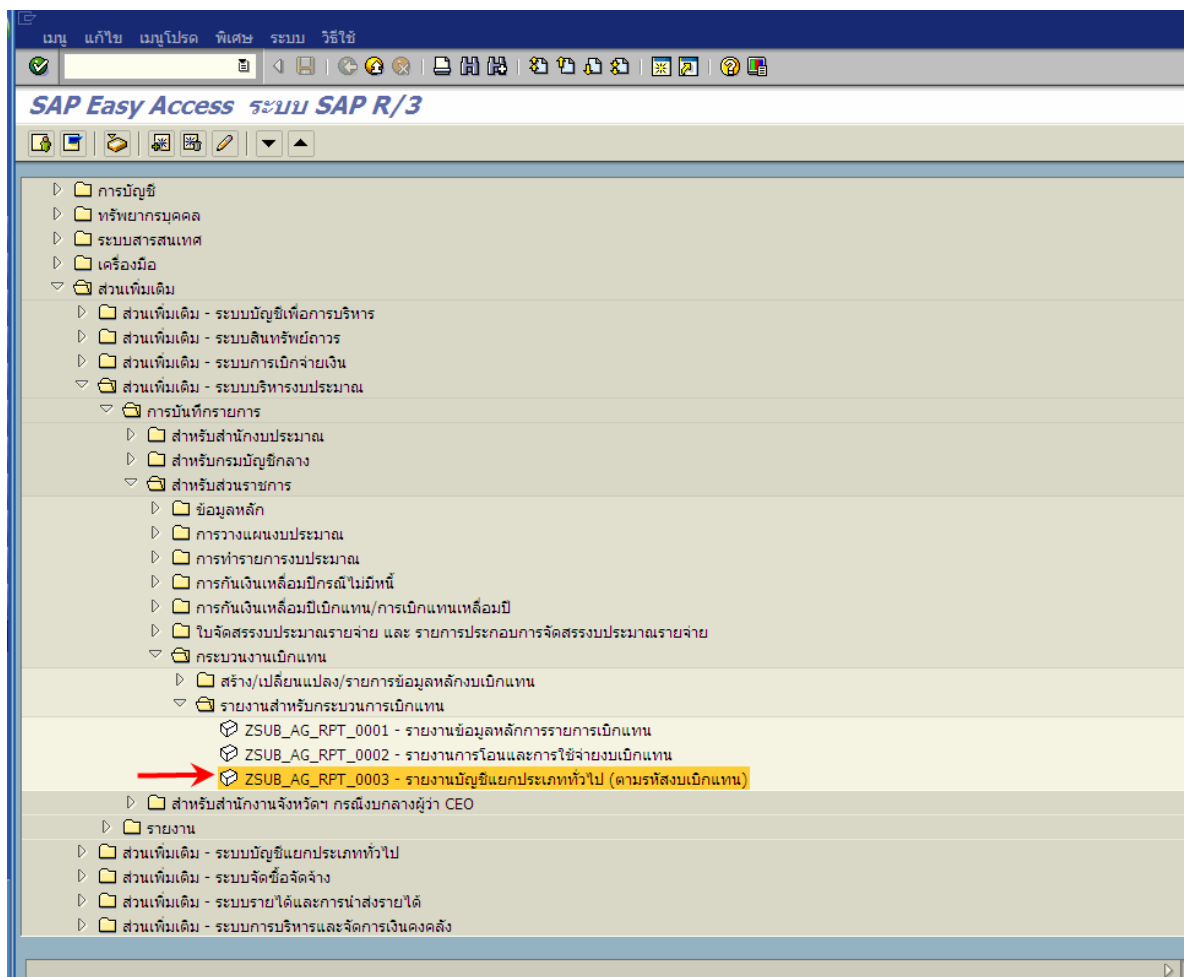 เมนู แก้ไข เมนูโปรด พิเศษ ระบบ วิธีใช้
SAP Easy Access ระบบ SAP R/3
การบัญชี
ทรัพยากรบุคคล
ระบบสารสนเทศ
เครื่องมือ
ส่วนเพิ่มเติม
ส่วนเพิ่มเติม - ระบบบัญชีเพื่อการบริหาร
ส่วนเพิ่มเติม - ระบบสินทรัพย์ถาวร
ส่วนเพิ่มเติม - ระบบการเบิกจ่ายเงิน
ส่วนเพิ่มเติม - ระบบบริหารงบประมาณ
การบันทึกรายการ
สำหรับสำนักงบประมาณ
สำหรับกรมบัญชีกลาง
สำหรับส่วนราชการ
ข้อมูลหลัก
การวางแผนงบประมาณ
การทำรายการงบประมาณ
การกันเงินเหลื่อมปีกรณีไม่มีหนี้
การกันเงินเหลื่อมปีเบิกแทน/การเบิกแทนเหลื่อมปี
ใบจัดสรรงบประมาณรายจ่าย และ รายการประกอบการจัดสรรงบประมาณรายจ่าย
กระบวนงานเบิกแทน
สร้าง/เปลี่ยนแปลง/รายการข้อมูลหลักงบเบิกแทน
รายงานสำหรับกระบวนการเบิกแทน
ZSUB_AG_RPT_0001 - รายงานข้อมูลหลักการรายการเบิกแทน
ZSUB_AG_RPT_0002 - รายงานการโอนและการใช้จ่ายงบเบิกแทน
ZSUB_AG_RPT_0003 - รายงานบัญชีแยกประเภททั่วไป (ตามรหัสงบเบิกแทน)
สำหรับสำนักงานจังหวัดฯ กรณีงบกลางผู้ว่า CEO
รายงาน
ส่วนเพิ่มเติม - ระบบบัญชีแยกประเภททั่วไป
ส่วนเพิ่มเติม - ระบบจัดซื้อจัดจ้าง
ส่วนเพิ่มเติม - ระบบรายได้และการนำส่งรายได้
ส่วนเพิ่มเติม - ระบบการบริหารและจัดการเงินคงคลัง